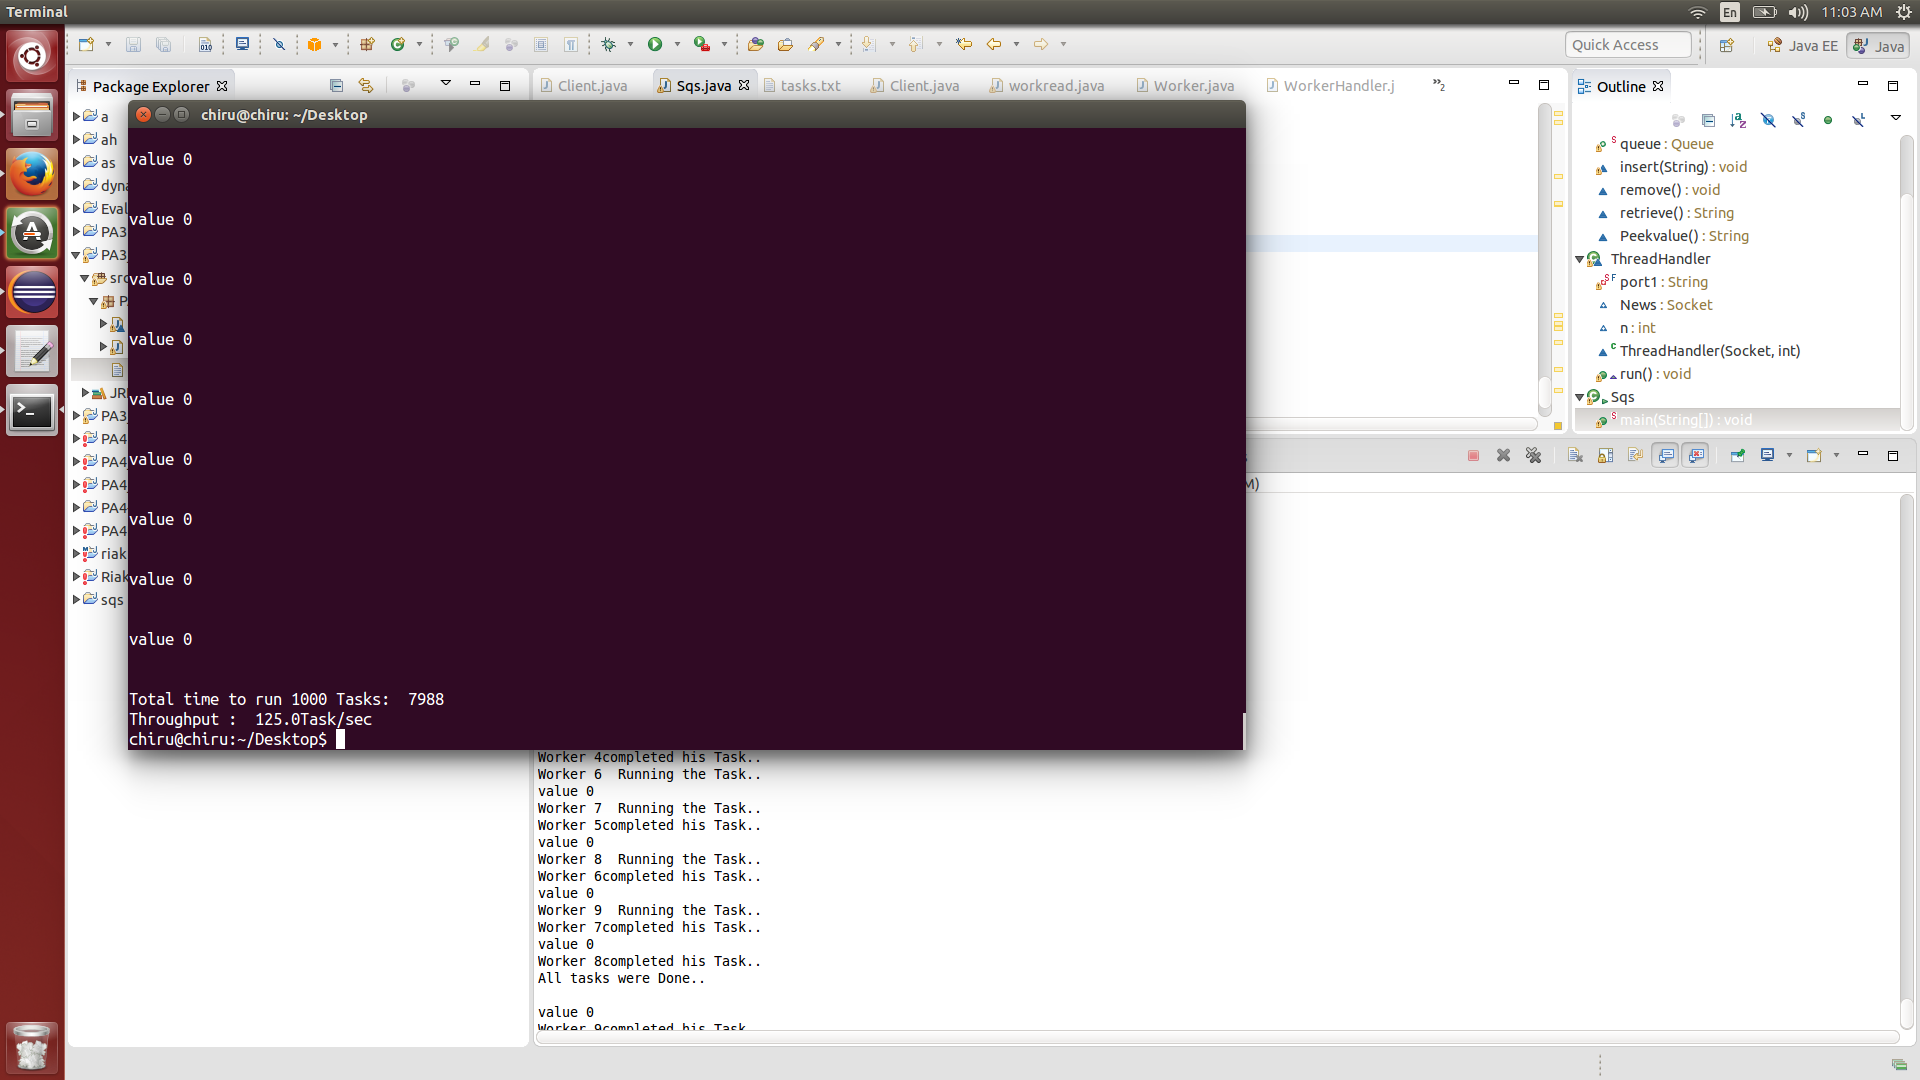 Terminal
En
11:03 AM
Quick Access
Java EE
Java
Package Explorer
Client.java
Sqs.java
tasks.txt
Client.java
workread.java
Worker.java
WorkerHandler.j
»2
Outline
a
ah
as
dyna
Eval
PA3
PA3
src
P
JRE
PA3
PA4
PA4
PA4
PA4
PA4
riak
Riak
sqs
chiru@chiru: ~/Desktop
value 0
value 0
value 0
value 0
value 0
value 0
value 0
value 0
value 0
Total time to run 1000 Tasks:  7988
Throughput :  125.0Task/sec
chiru@chiru:~/Desktop$
queue : Queue
insert(String) : void
remove() : void
retrieve() : String
Peekvalue() : String
ThreadHandler
port1 : String
News : Socket
n : int
ThreadHandler(Socket, int)
run() : void
Sqs
main(String[]) : void
M)
Worker 4completed his Task..
Worker 6  Running the Task..
value 0
Worker 7  Running the Task..
Worker 5completed his Task..
value 0
Worker 8  Running the Task..
Worker 6completed his Task..
value 0
Worker 9  Running the Task..
Worker 7completed his Task..
value 0
Worker 8completed his Task..
All tasks were Done..
value 0
Worker 9completed his Task